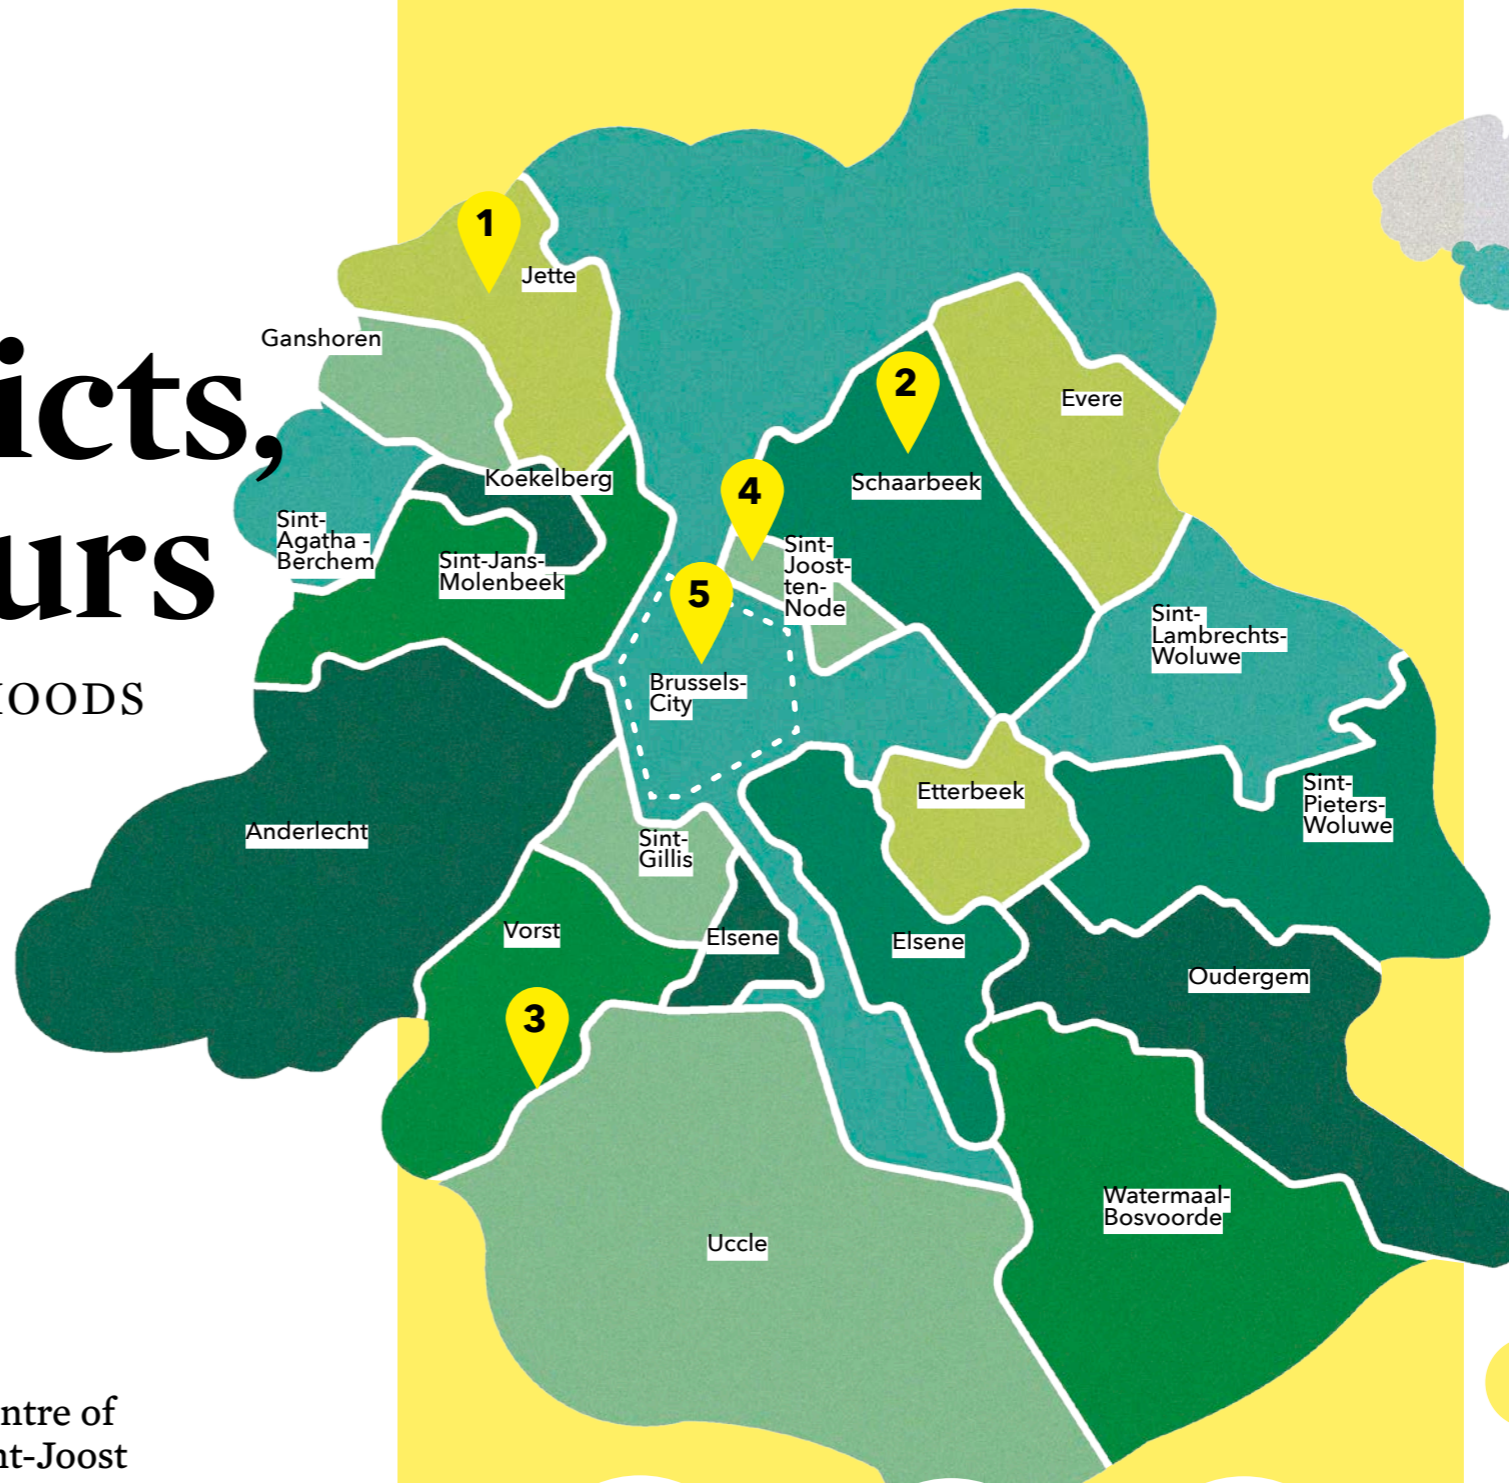 icts,
urs
HOODS
1
Jette
Ganshoren
2
Evere
Koekelberg
Schaarbeek
4
Sint-
Agatha -
Berchem
Sint-Jans-
Molenbeek
Sint-
Joost-
ten-
Node
5
Sint-
Lambrechts-
Woluwe
Brussels-
City
Etterbeek
Sint-
Pieters-
Woluwe
Anderlecht
Sint-
Gillis
Vorst
Elsene
Elsene
Oudergem
3
Watermaal-
Bosvoorde
Uccle
ntre of
nt-Joost